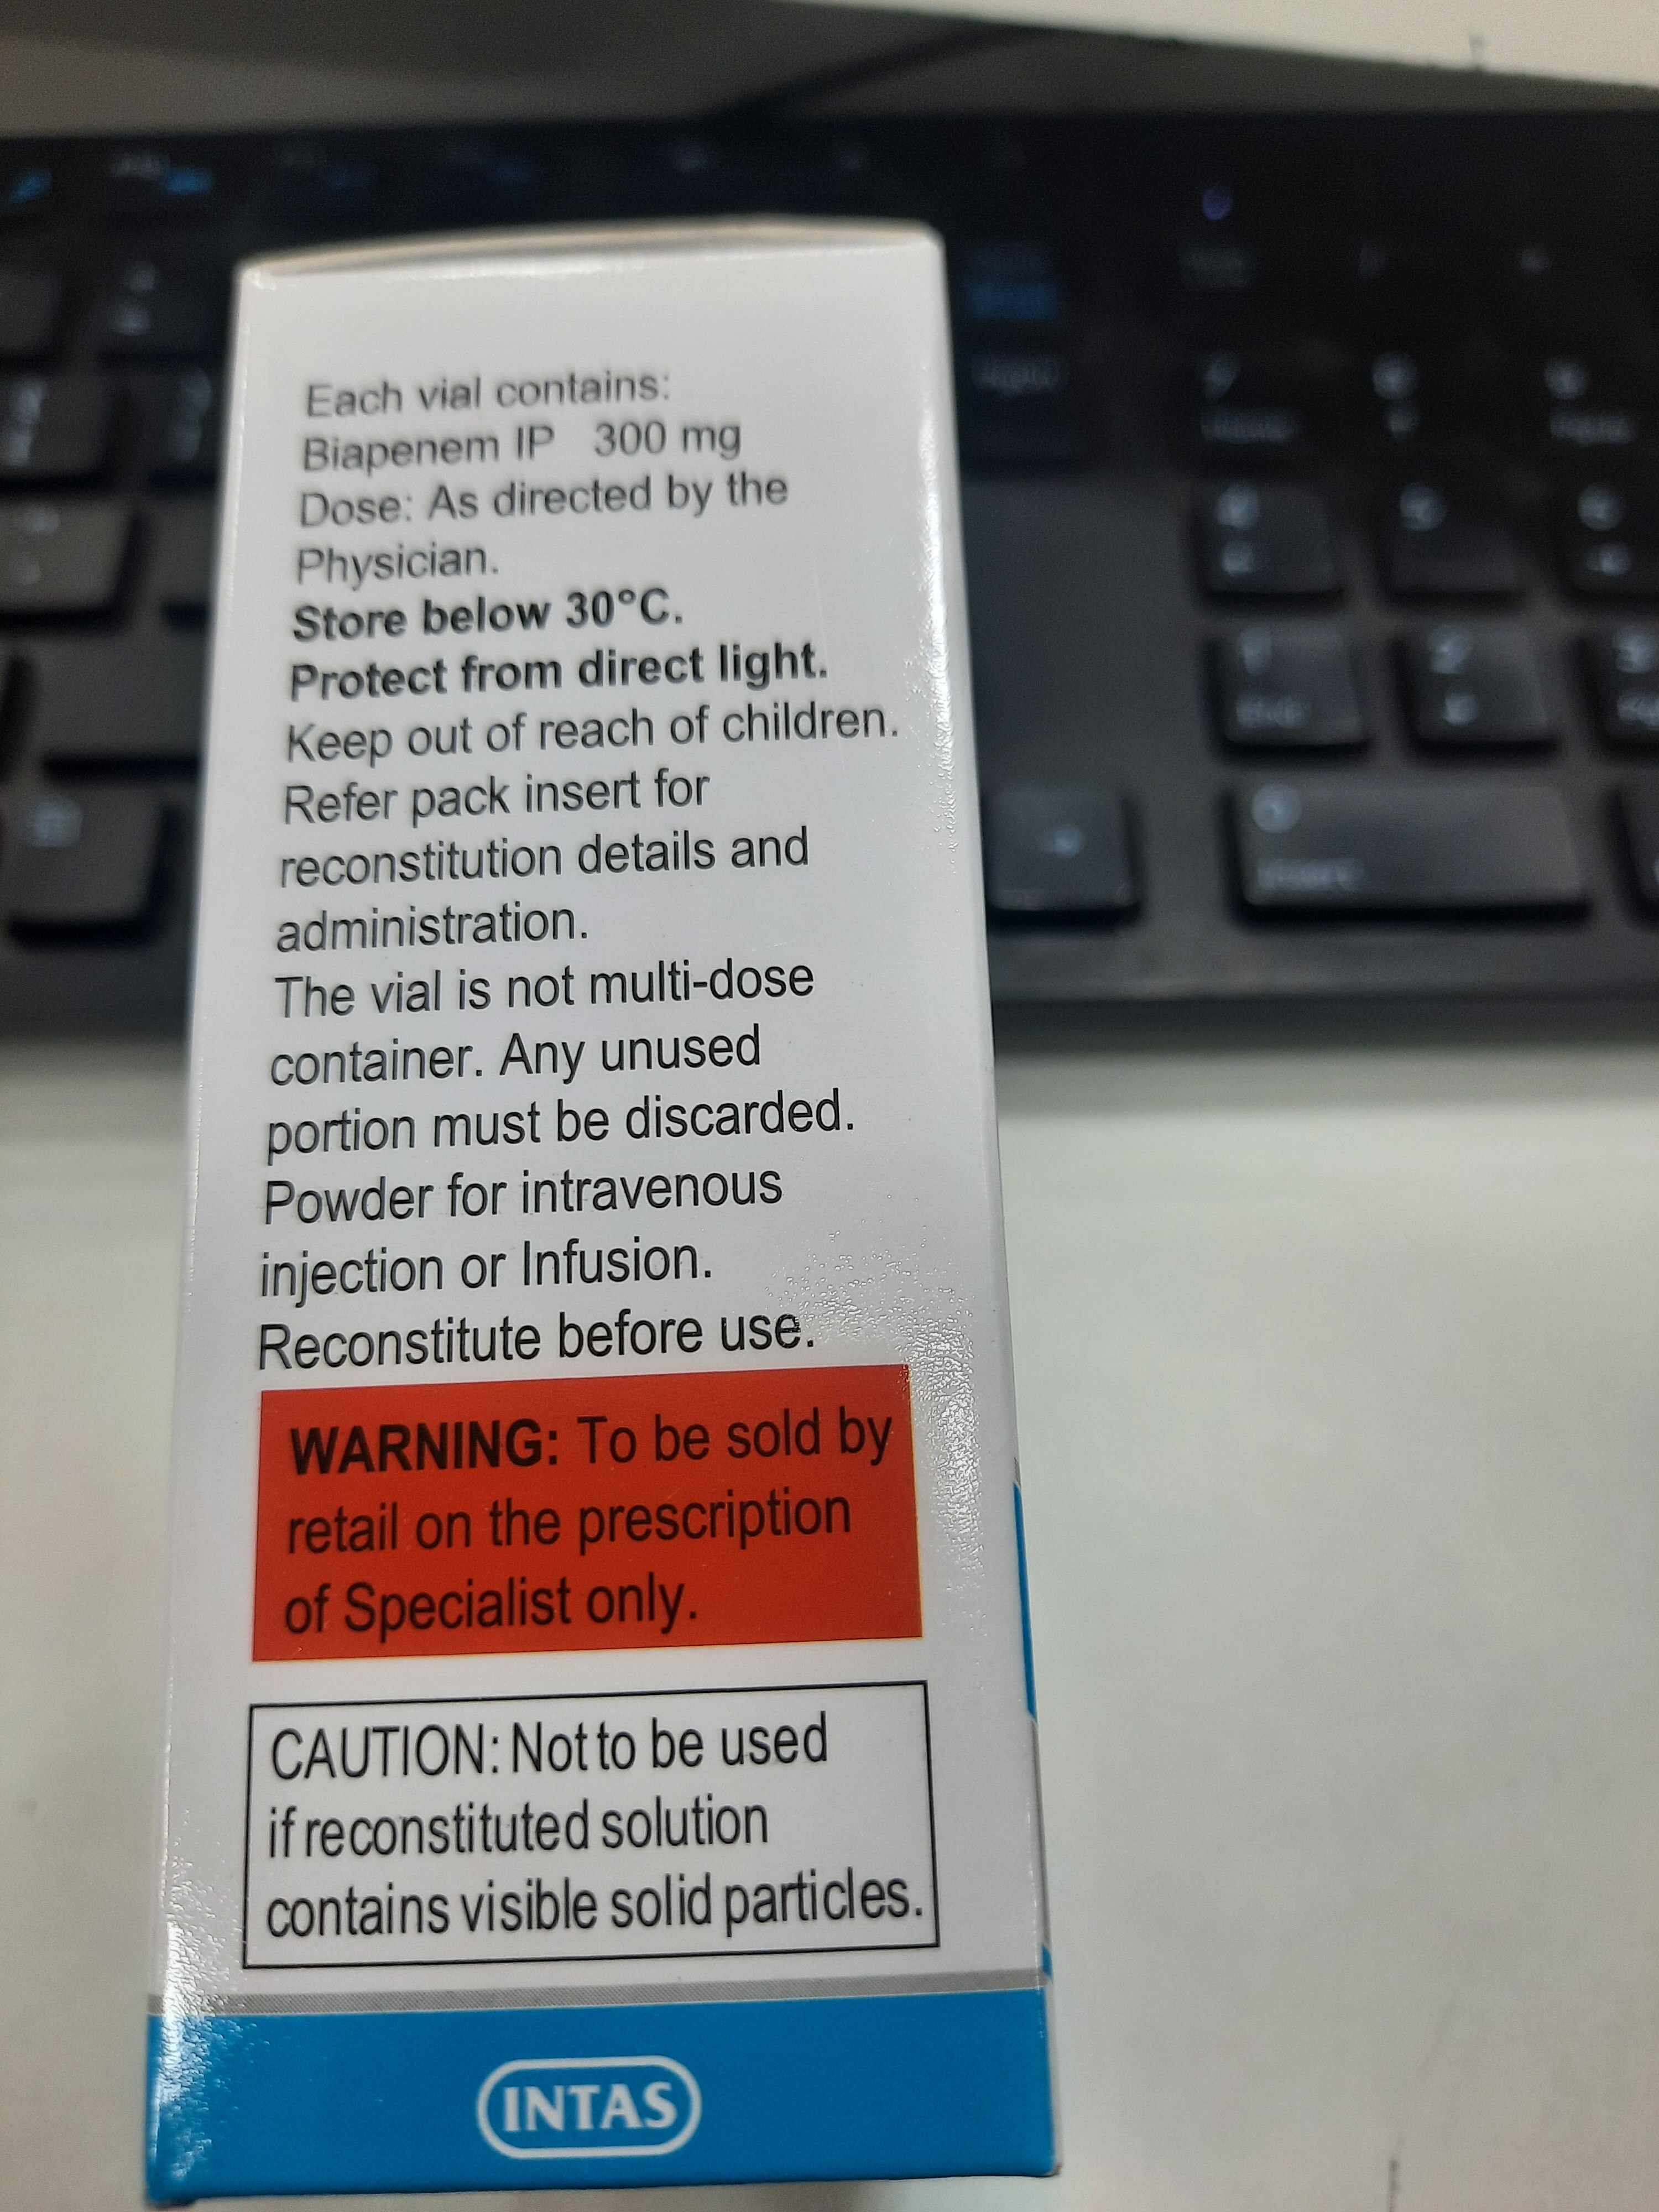 Each vial contains:
Biapenem IP 300 mg
Dose: As directed by the
Physician.
Store below 30°C.
Protect from direct light.
Keep out of reach of children.
Refer pack insert for
reconstitution details and
administration.
The vial is not multi-dose
container. Any unused
portion must be discarded.
Powder for intravenous
injection or Infusion.
Reconstitute before use.
WARNING: To be sold by
retail on the prescription
of Specialist only.
CAUTION: Not to be used
if reconstituted solution
contains visible solid particles.
INTAS